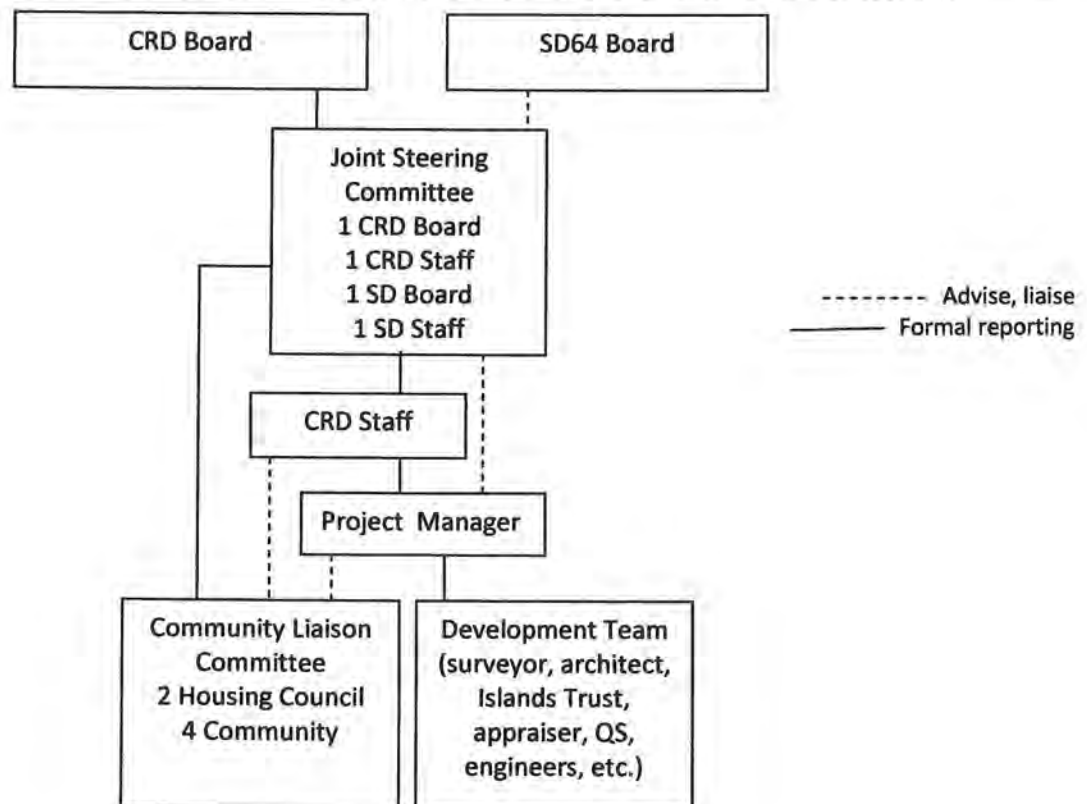 CRD Board
SD64 Board
Joint Steering
Committee
1 CRD Board
1 CRD Staff
1 SD Board
1 SD Staff
Advise, liaise
Formal reporting
CRD Staff
Project Manager
Community Liaison
Committee
2 Housing Council
4 Community
Development Team
(surveyor, architect,
Islands Trust,
appraiser, QS,
engineers, etc.)